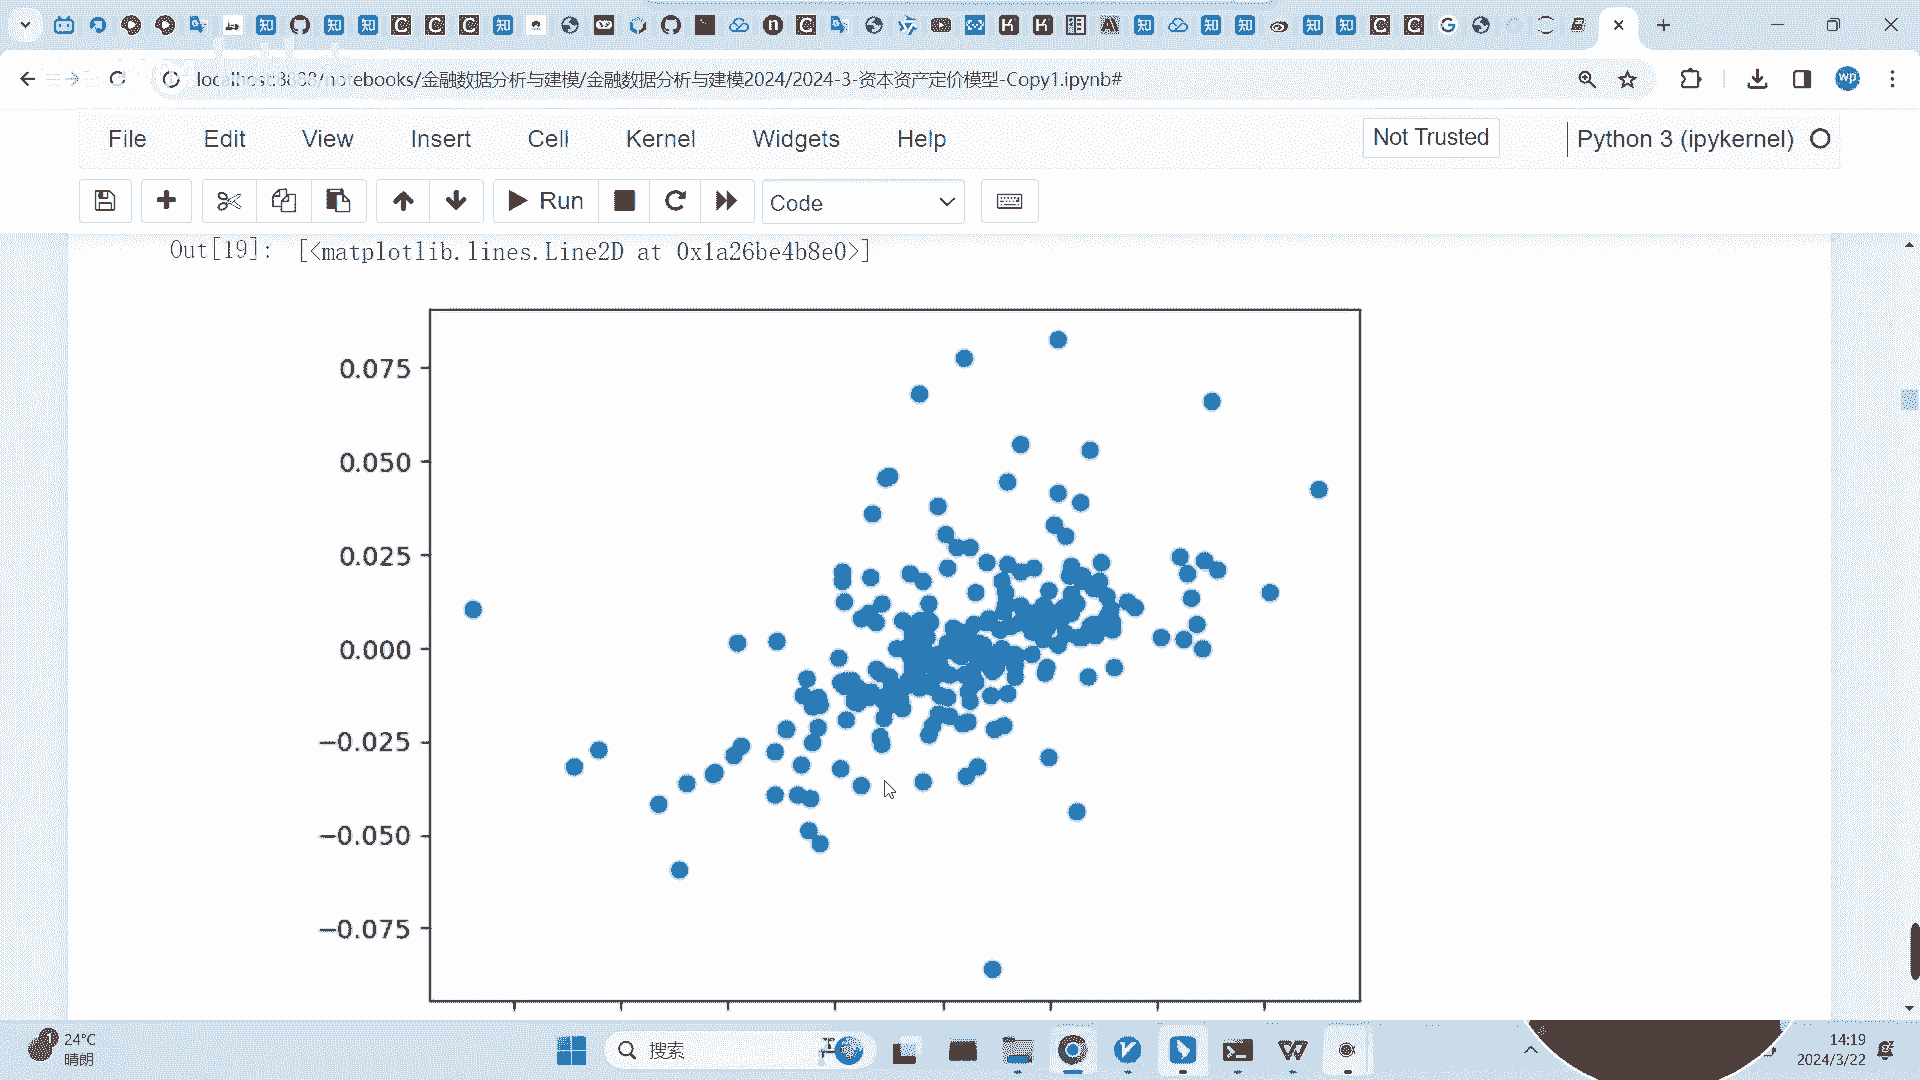 localhost:8888/notebooks/金融数据分析与建模/金融数据分析与建模2024/2024-3-资本资产定价模型-Copy1.ipynb#
wp
File Edit View Insert Cell Kernel Widgets Help Not Trusted Python 3 (ipykernel)
Run Code
Out[19]: [<matplotlib.lines.Line2D at 0x1a26be4b8e0>]
0.075
0.050
0.025
0.000
−0.025
−0.050
−0.075
24°C
晴朗
搜索
14:19
2024/3/22